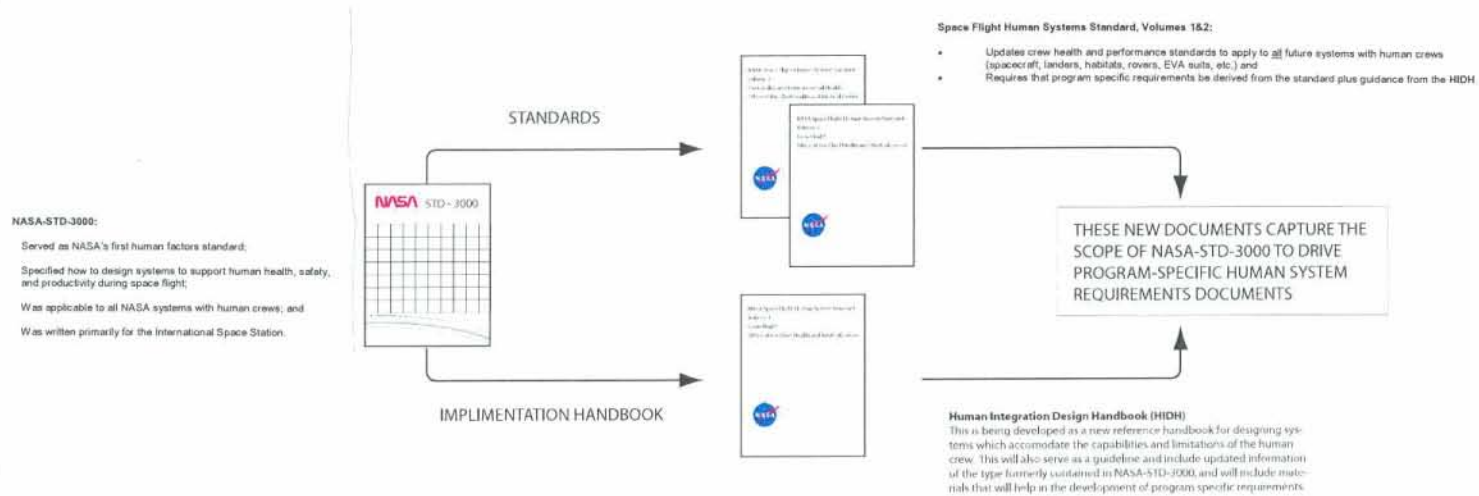 Space Flight Human Systems Standard, Volumes 1&2:
• Updates crew health and performance standards to apply to all future systems with human crews
(spacecraft, landers, habitats, rovers, EVA suits, etc.) and
• Requires that program specific requirements be derived from the standard plus guidance from the HIDH.
STANDARDS
NASA STD - 3000
NASA-STD-3000:
Served as NASA's first human factors standard;
Specified how to design systems to support human health, safety,
and productivity during space flight;
Was applicable to all NASA systems with human crews; and
Was written primarily for the International Space Station.
NASA
NASA
THESE NEW DOCUMENTS CAPTURE THE
SCOPE OF NASA-STD-3000 TO DRIVE
PROGRAM-SPECIFIC HUMAN SYSTEM
REQUIREMENTS DOCUMENTS
NASA
IMPLIMENTATION HANDBOOK
Human Integration Design Handbook (HIDH)
This is being developed as a new reference handbook for designing sys-
tems which accomodate the capabilities and limitations of the human
crew. This will also serve as a guideline and include updated information
of the type formerly contained in NASA-STD-3000, and will include mate-
rials that will help in the development of program specific requirements.